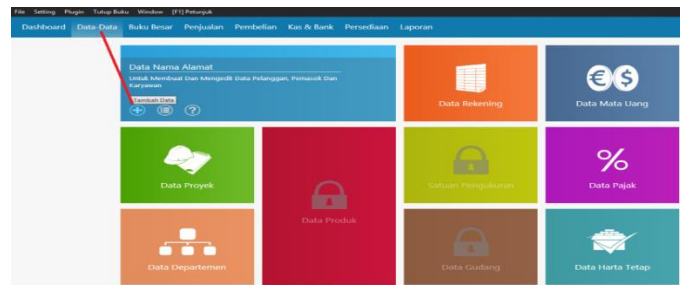 File Setting Plugin Tutup Buku Window [F1] Petunjuk
Dashboard Data-Data Buku Besar Penjualan Pembelian Kas & Bank Persediaan Laporan
Data Nama Alamat
Untuk Membuat Dan Mengedit Data Pelanggan, Pemasok Dan
Karyawan
Tambah Data
Data Rekening
Data Mata Uang
Data Proyek
Data Produk
Satuan Pengukuran
Data Pajak
Data Departemen
Data Gudang
Data Harta Tetap